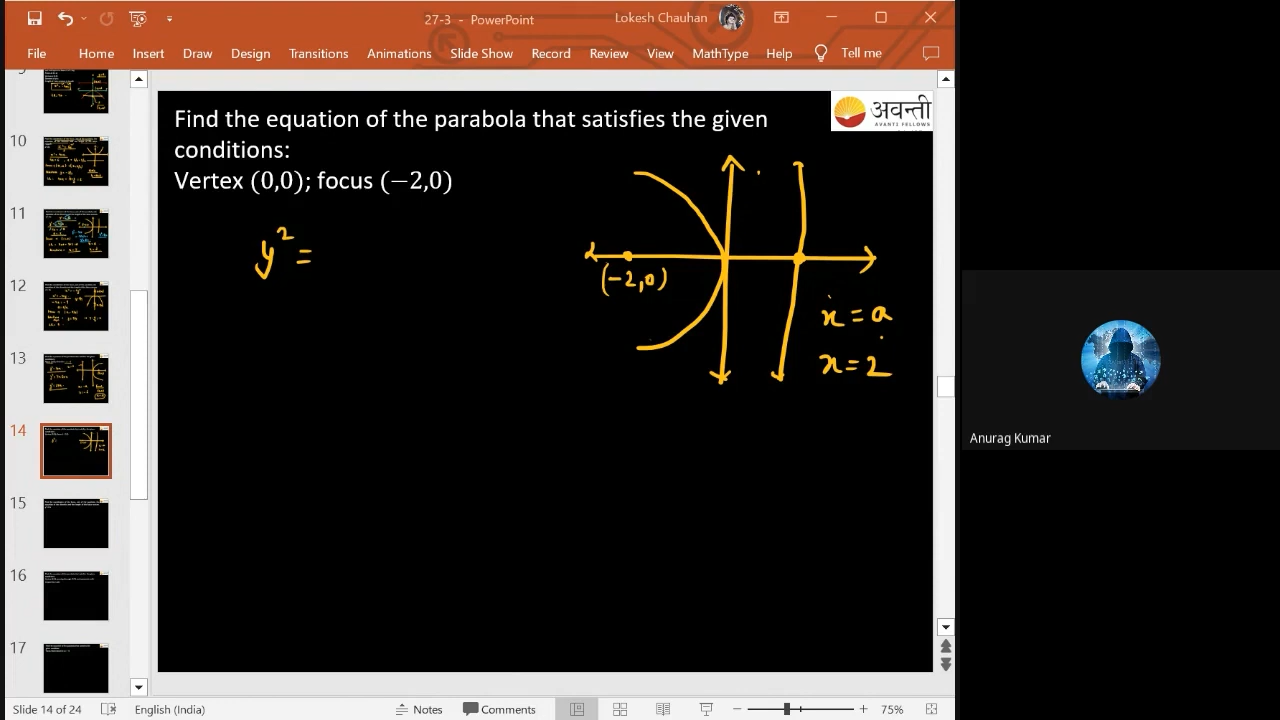 27-3 - PowerPoint
Lokesh Chauhan
File Home Insert Draw Design Transitions Animations Slide Show Record Review View MathType Help Tell me
10
11
12
13
14
15
16
17
Find the equation of the parabola that satisfies the given
conditions:
Vertex (0,0); focus (−2,0)
अवन्ती
AVANTI FELLOWS
y² =
(-2,0)
x = a
x = 2
Anurag Kumar
Slide 14 of 24 English (India) Notes Comments 75%